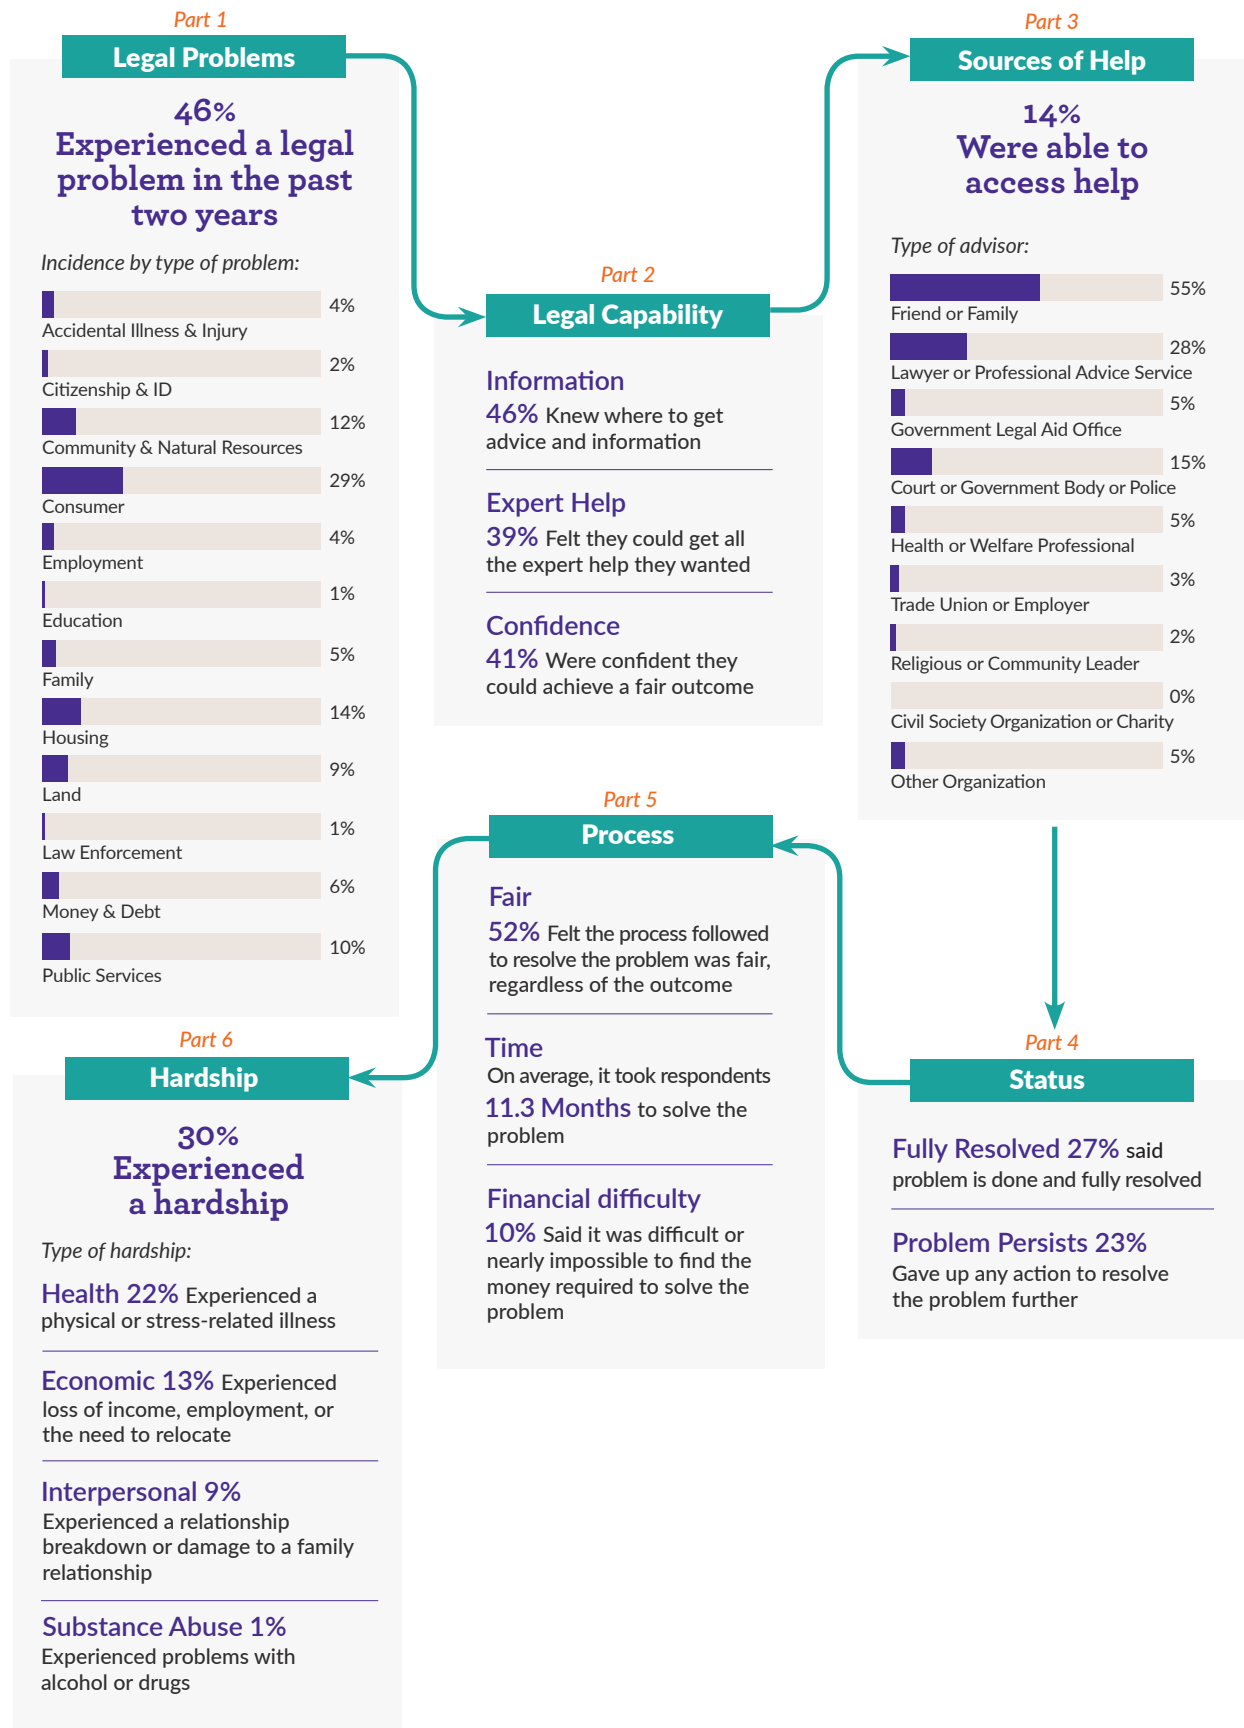 Part 1
Legal Problems
46%
Experienced a legal
problem in the past
two years
Incidence by type of problem:
4%
Accidental Illness & Injury
2%
Citizenship & ID
12%
Community & Natural Resources
29%
Consumer
4%
Employment
1%
Education
5%
Family
14%
Housing
9%
Land
1%
Law Enforcement
6%
Money & Debt
10%
Public Services
Part 2
Legal Capability
Information
46% Knew where to get
advice and information
Expert Help
39% Felt they could get all
the expert help they wanted
Confidence
41% Were confident they
could achieve a fair outcome
Part 3
Sources of Help
14%
Were able to
access help
Type of advisor:
55%
Friend or Family
28%
Lawyer or Professional Advice Service
5%
Government Legal Aid Office
15%
Court or Government Body or Police
5%
Health or Welfare Professional
3%
Trade Union or Employer
2%
Religious or Community Leader
0%
Civil Society Organization or Charity
5%
Other Organization
Part 4
Status
Fully Resolved 27% said
problem is done and fully resolved
Problem Persists 23%
Gave up any action to resolve
the problem further
Part 5
Process
Fair
52% Felt the process followed
to resolve the problem was fair,
regardless of the outcome
Time
On average, it took respondents
11.3 Months to solve the
problem
Financial difficulty
10% Said it was difficult or
nearly impossible to find the
money required to solve the
problem
Part 6
Hardship
30%
Experienced
a hardship
Type of hardship:
Health 22% Experienced a
physical or stress-related illness
Economic 13% Experienced
loss of income, employment, or
the need to relocate
Interpersonal 9%
Experienced a relationship
breakdown or damage to a family
relationship
Substance Abuse 1%
Experienced problems with
alcohol or drugs